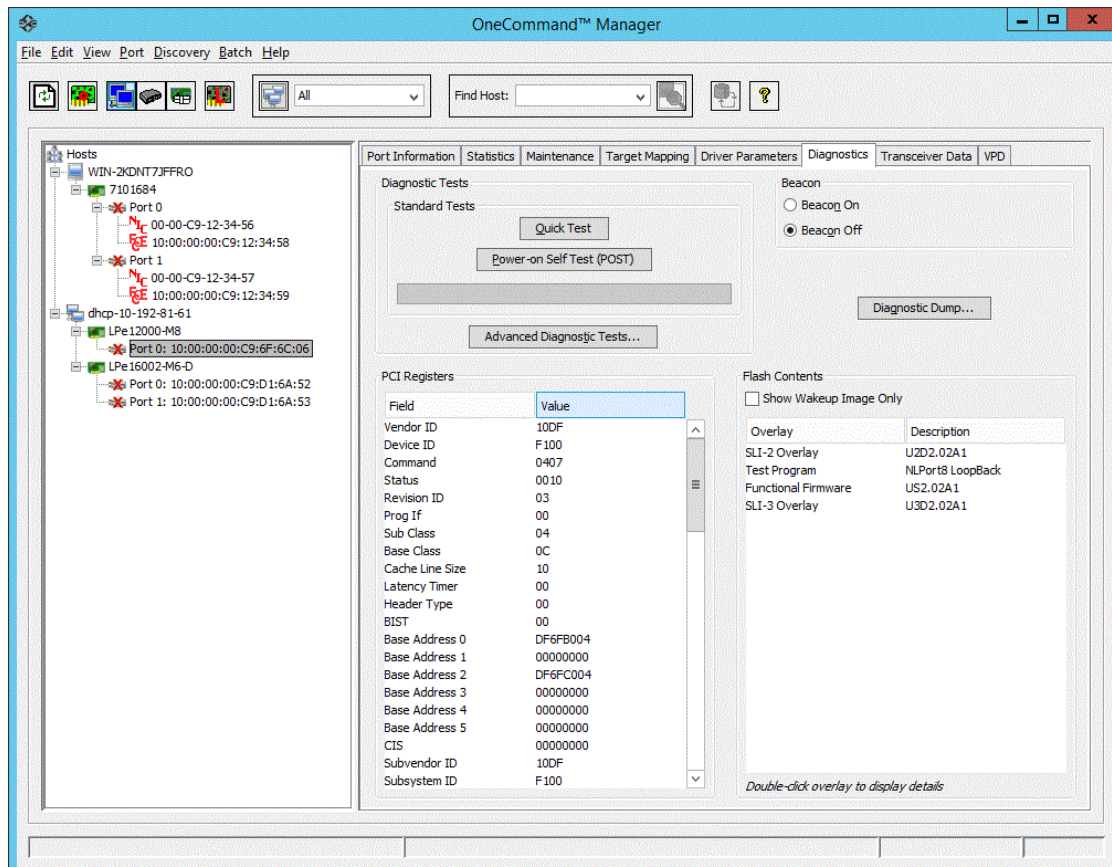 OneCommand™ Manager
File Edit View Port Discovery Batch Help
All
Find Host:
Hosts
WIN-2KDNT7JFFRO
7101684
Port 0
NIC 00-00-C9-12-34-56
FCoE 10:00:00:00:C9:12:34:58
Port 1
NIC 00-00-C9-12-34-57
FCoE 10:00:00:00:C9:12:34:59
dhcp-10-192-81-61
LPe12000-M8
Port 0: 10:00:00:00:C9:6F:6C:06
LPe16002-M6-D
Port 0: 10:00:00:00:C9:D1:6A:52
Port 1: 10:00:00:00:C9:D1:6A:53
Port Information Statistics Maintenance Target Mapping Driver Parameters Diagnostics Transceiver Data VPD
Diagnostic Tests
Standard Tests
Quick Test
Power-on Self Test (POST)
Advanced Diagnostic Tests...
Beacon
Beacon On
Beacon Off
Diagnostic Dump...
PCI Registers
Field Value
Vendor ID 10DF
Device ID F100
Command 0407
Status 0010
Revision ID 03
Prog If 00
Sub Class 04
Base Class 0C
Cache Line Size 10
Latency Timer 00
Header Type 00
BIST 00
Base Address 0 DF6FB004
Base Address 1 00000000
Base Address 2 DF6FC004
Base Address 3 00000000
Base Address 4 00000000
Base Address 5 00000000
CIS 00000000
Subvendor ID 10DF
Subsystem ID F100
Flash Contents
Show Wakeup Image Only
Overlay Description
SLI-2 Overlay U2D2.02A1
Test Program NLPort8 LoopBack
Functional Firmware US2.02A1
SLI-3 Overlay U3D2.02A1
Double-click overlay to display details